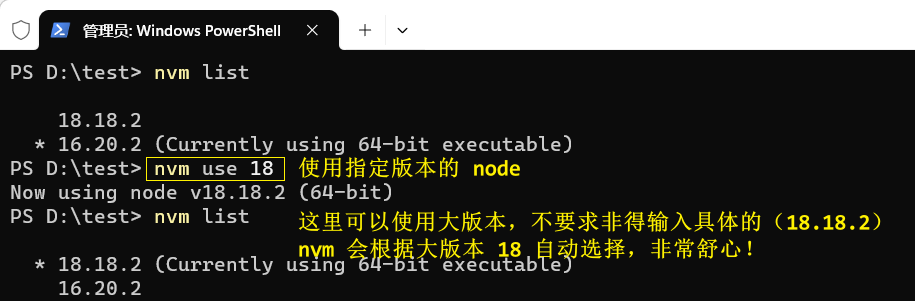 管理员: Windows PowerShell
PS D:\test> nvm list
18.18.2
* 16.20.2 (Currently using 64-bit executable)
PS D:\test> nvm use 18 使用指定版本的 node
Now using node v18.18.2 (64-bit)
PS D:\test> nvm list
这里可以使用大版本，不要求非得输入具体的（18.18.2）
nvm 会根据大版本 18 自动选择，非常舒心！
* 18.18.2 (Currently using 64-bit executable)
16.20.2